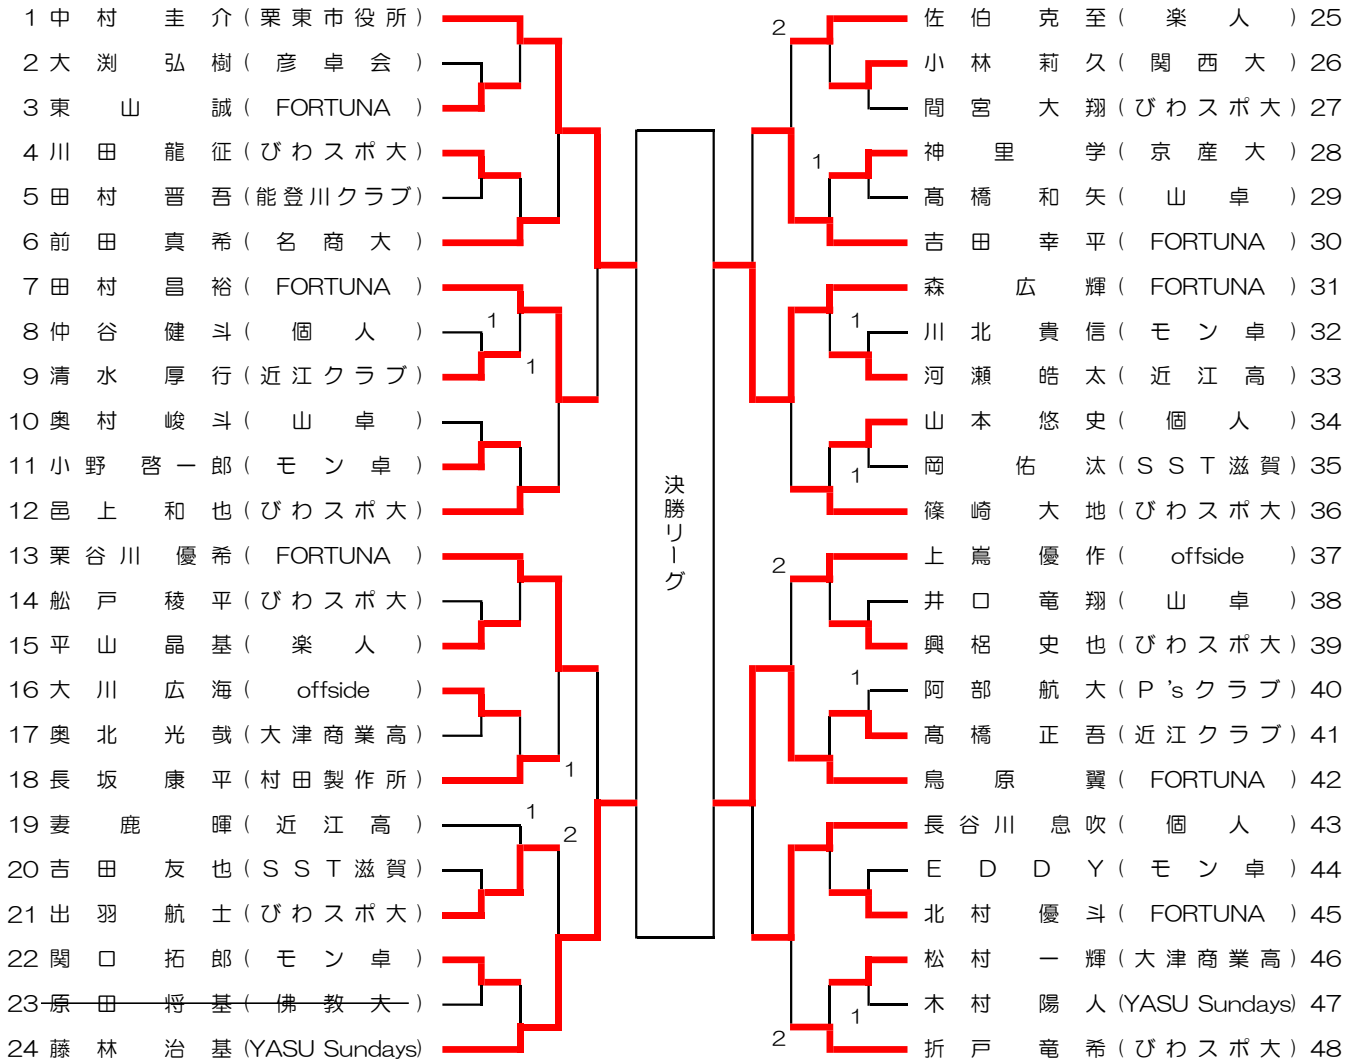 1 中村 圭介 (栗東市役所)
2 大渕 弘樹 (彦卓会)
3 東山 誠 (FORTUNA)
4 川田 龍征 (びわスポ大)
5 田村 晋吾 (能登川クラブ)
6 前田 真希 (名商大)
7 田村 昌裕 (FORTUNA)
8 仲谷 健斗 (個人)
1
9 清水 厚行 (近江クラブ)
1
10 奥村 峻斗 (山卓)
11 小野 啓一郎 (モン卓)
12 邑上 和也 (びわスポ大)
13 栗谷川 優希 (FORTUNA)
14 舩戸 稜平 (びわスポ大)
15 平山 晶基 (楽人)
16 大川 広海 (offside)
17 奥北 光哉 (大津商業高)
18 長坂 康平 (村田製作所)
1
19 妻鹿 暉 (近江高)
1
2
20 吉田 友也 (SST滋賀)
21 出羽 航士 (びわスポ大)
22 関口 拓郎 (モン卓)
23 原田 将基 (佛教大)
24 藤林 治基 (YASU Sundays)
決勝リーグ
2
佐伯 克至 (楽人) 25
小林 莉久 (関西大) 26
間宮 大翔 (びわスポ大) 27
1
神里 学 (京産大) 28
髙橋 和矢 (山卓) 29
吉田 幸平 (FORTUNA) 30
森 広輝 (FORTUNA) 31
1
川北 貴信 (モン卓) 32
河瀬 皓太 (近江高) 33
山本 悠史 (個人) 34
岡 佑汰 (SST滋賀) 35
1
篠崎 大地 (びわスポ大) 36
2
上嶌 優作 (offside) 37
井口 竜翔 (山卓) 38
興梠 史也 (びわスポ大) 39
1
阿部 航大 (P'sクラブ) 40
髙橋 正吾 (近江クラブ) 41
鳥原 翼 (FORTUNA) 42
長谷川 息吹 (個人) 43
EDDY (モン卓) 44
北村 優斗 (FORTUNA) 45
松村 一輝 (大津商業高) 46
木村 陽人 (YASU Sundays) 47
1
2
折戸 竜希 (びわスポ大) 48